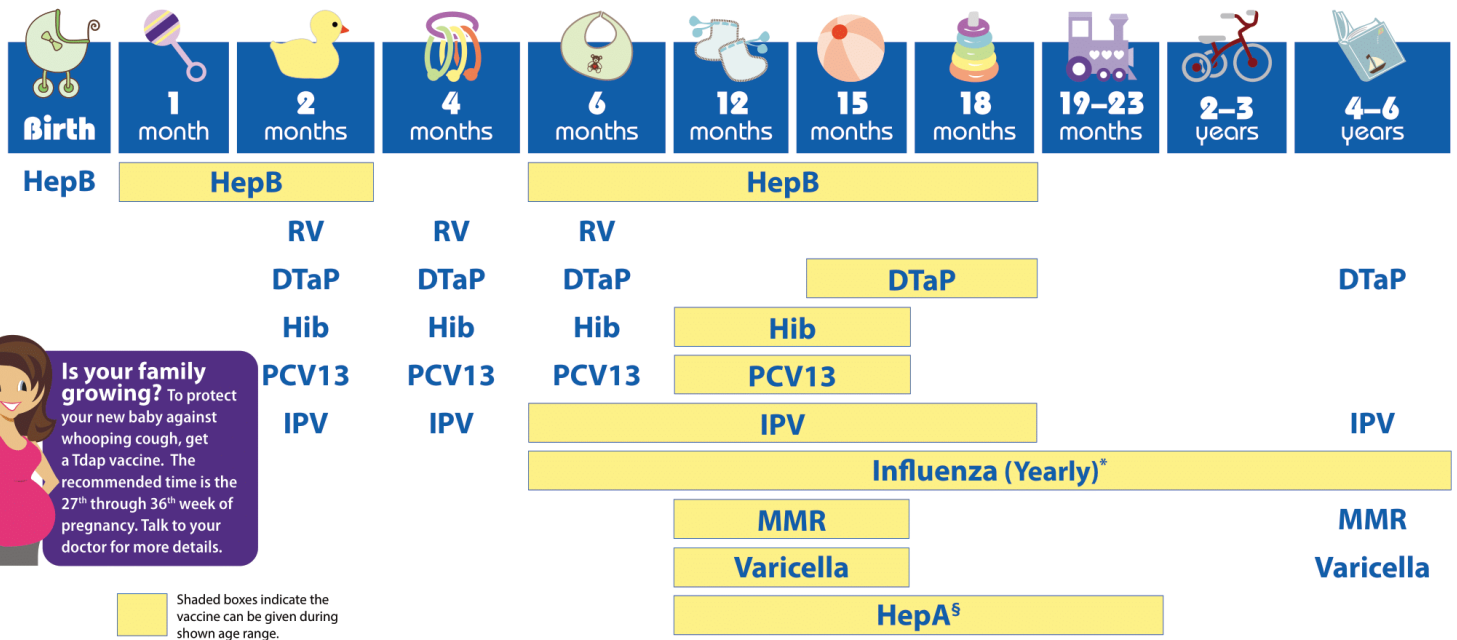 Birth
1
month
2
months
4
months
6
months
12
months
15
months
18
months
19–23
months
2–3
years
4–6
years
HepB HepB HepB
RV RV RV
DTaP DTaP DTaP DTaP DTaP
Hib Hib Hib Hib
PCV13 PCV13 PCV13 PCV13
IPV IPV IPV IPV
Influenza (Yearly)*
MMR MMR
Varicella Varicella
HepA§
Is your family
growing? To protect
your new baby against
whooping cough, get
a Tdap vaccine. The
recommended time is the
27th through 36th week of
pregnancy. Talk to your
doctor for more details.
Shaded boxes indicate the
vaccine can be given during
shown age range.